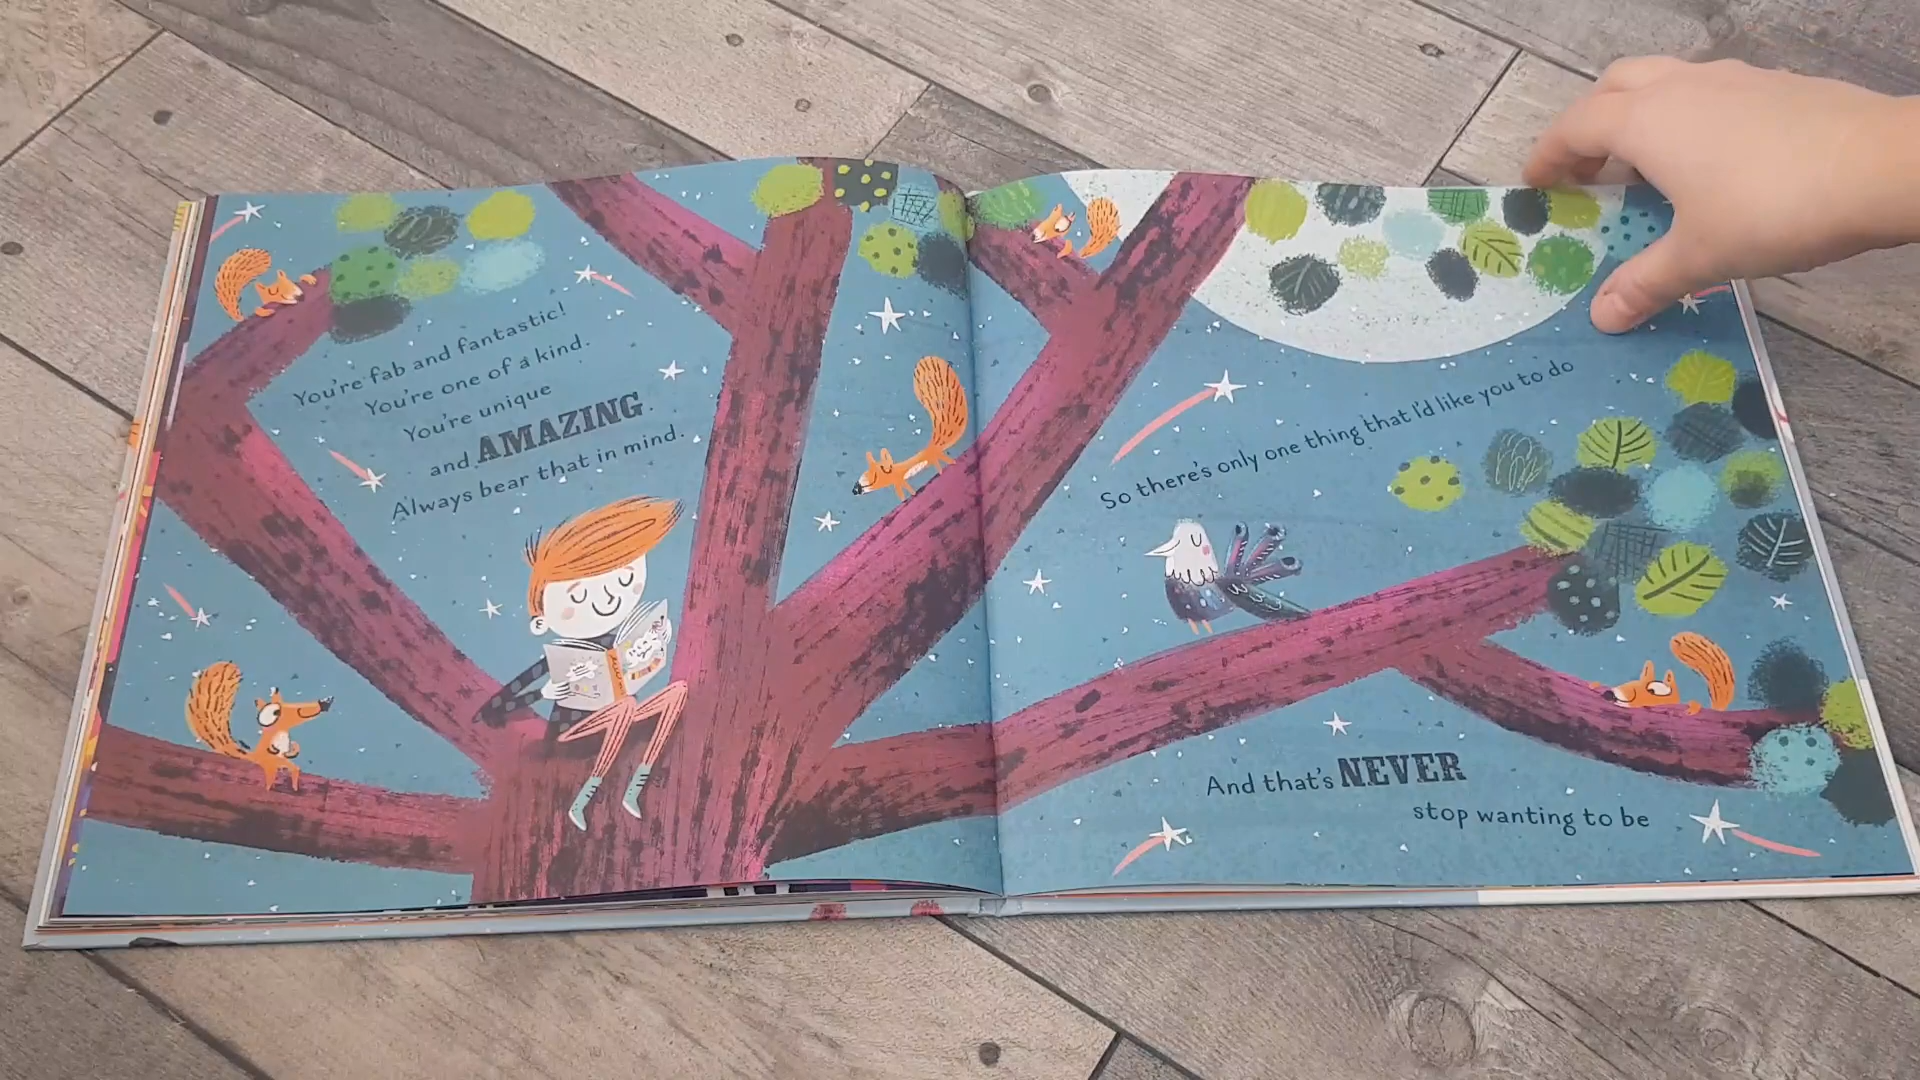 You're fab and fantastic!
You're one of a kind.
You're unique
and AMAZING.
Always bear that in mind.
So there's only one thing that I'd like you to do
And that's NEVER
stop wanting to be